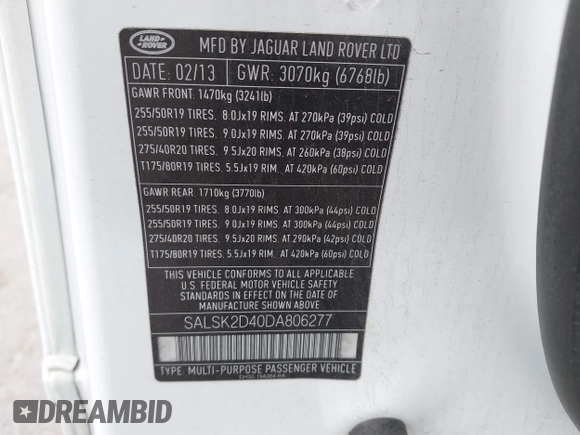 LAND ROVER
MFD BY JAGUAR LAND ROVER LTD
DATE: 02/13 GWR. 3070kg (6768lb)
GAWR FRONT: 1470kg (3241lb)
255/50R19 TIRES. 8.0Jx19 RIMS. AT 270kPa (39psi) COLD
255/50R19 TIRES. 9.0Jx19 RIMS. AT 270kPa (39psi) COLD
275/40R20 TIRES. 9.5Jx20 RIMS. AT 260kPa (38psi) COLD
T175/80R19 TIRES. 5.5Jx19 RIMS. AT 420kPa (60psi) COLD
GAWR REAR: 1710kg (3770lb)
255/50R19 TIRES. 8.0Jx19 RIMS. AT 300kPa (44psi) COLD
255/50R19 TIRES. 9.0Jx19 RIMS. AT 300kPa (44psi) COLD
275/40R20 TIRES. 9.5Jx20 RIMS. AT 290kPa (42psi) COLD
T175/80R19 TIRES. 5.5Jx19 RIMS. AT 420kPa (60psi) COLD
THIS VEHICLE CONFORMS TO ALL APPLICABLE
U.S. FEDERAL MOTOR VEHICLE SAFETY
STANDARDS IN EFFECT ON THE DATE OF
MANUFACTURE SHOWN ABOVE
SALSK2D40DA806277
TYPE: MULTI-PURPOSE PASSENGER VEHICLE
DREAMBID